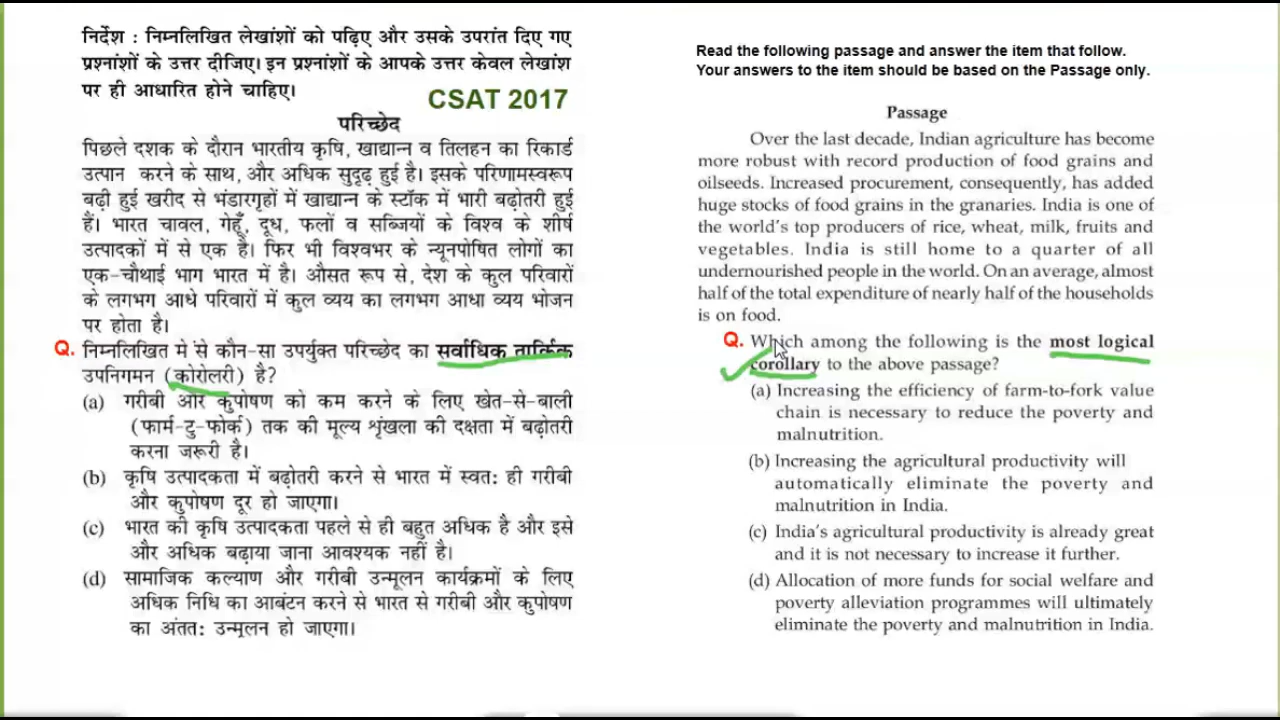 निर्देश : निम्नलिखित लेखांशों को पढ़िए और उसके उपरांत दिए गए
प्रश्नांशों के उत्तर दीजिए। इन प्रश्नांशों के आपके उत्तर केवल लेखांश
पर ही आधारित होने चाहिए।
CSAT 2017
परिच्छेद
पिछले दशक के दौरान भारतीय कृषि, खाद्यान्न व तिलहन का रिकार्ड
उत्पान करने के साथ, और अधिक सुदृढ़ हुई है। इसके परिणामस्वरूप
बढ़ी हुई खरीद से भंडारगृहों में खाद्यान्न के स्टॉक में भारी बढ़ोतरी हुई
हैं। भारत चावल, गेहूँ, दूध, फलों व सब्जियों के विश्व के शीर्ष
उत्पादकों में से एक है। फिर भी विश्वभर के न्यूनपोषित लोगों का
एक-चौथाई भाग भारत में है। औसत रूप से, देश के कुल परिवारों
के लगभग आधे परिवारों में कुल व्यय का लगभग आधा व्यय भोजन
पर होता है।
Q. निम्नलिखित मे से कौन-सा उपर्युक्त परिच्छेद का सर्वाधिक तार्किक
उपनिगमन (कोरोलरी) है?
(a) गरीबी और कुपोषण को कम करने के लिए खेत-से-बाली
(फार्म-टु-फोर्क) तक की मूल्य शृंखला की दक्षता में बढ़ोतरी
करना जरूरी है।
(b) कृषि उत्पादकता में बढ़ोतरी करने से भारत में स्वत: ही गरीबी
और कुपोषण दूर हो जाएगा।
(c) भारत की कृषि उत्पादकता पहले से ही बहुत अधिक है और इसे
और अधिक बढ़ाया जाना आवश्यक नहीं है।
(d) सामाजिक कल्याण और गरीबी उन्मूलन कार्यक्रमों के लिए
अधिक निधि का आबंटन करने से भारत से गरीबी और कुपोषण
का अंतत: उन्मूलन हो जाएगा।
Read the following passage and answer the item that follow.
Your answers to the item should be based on the Passage only.
Passage
Over the last decade, Indian agriculture has become
more robust with record production of food grains and
oilseeds. Increased procurement, consequently, has added
huge stocks of food grains in the granaries. India is one of
the world's top producers of rice, wheat, milk, fruits and
vegetables. India is still home to a quarter of all
undernourished people in the world. On an average, almost
half of the total expenditure of nearly half of the households
is on food.
Q. Which among the following is the most logical
corollary to the above passage?
(a) Increasing the efficiency of farm-to-fork value
chain is necessary to reduce the poverty and
malnutrition.
(b) Increasing the agricultural productivity will
automatically eliminate the poverty and
malnutrition in India.
(c) India's agricultural productivity is already great
and it is not necessary to increase it further.
(d) Allocation of more funds for social welfare and
poverty alleviation programmes will ultimately
eliminate the poverty and malnutrition in India.